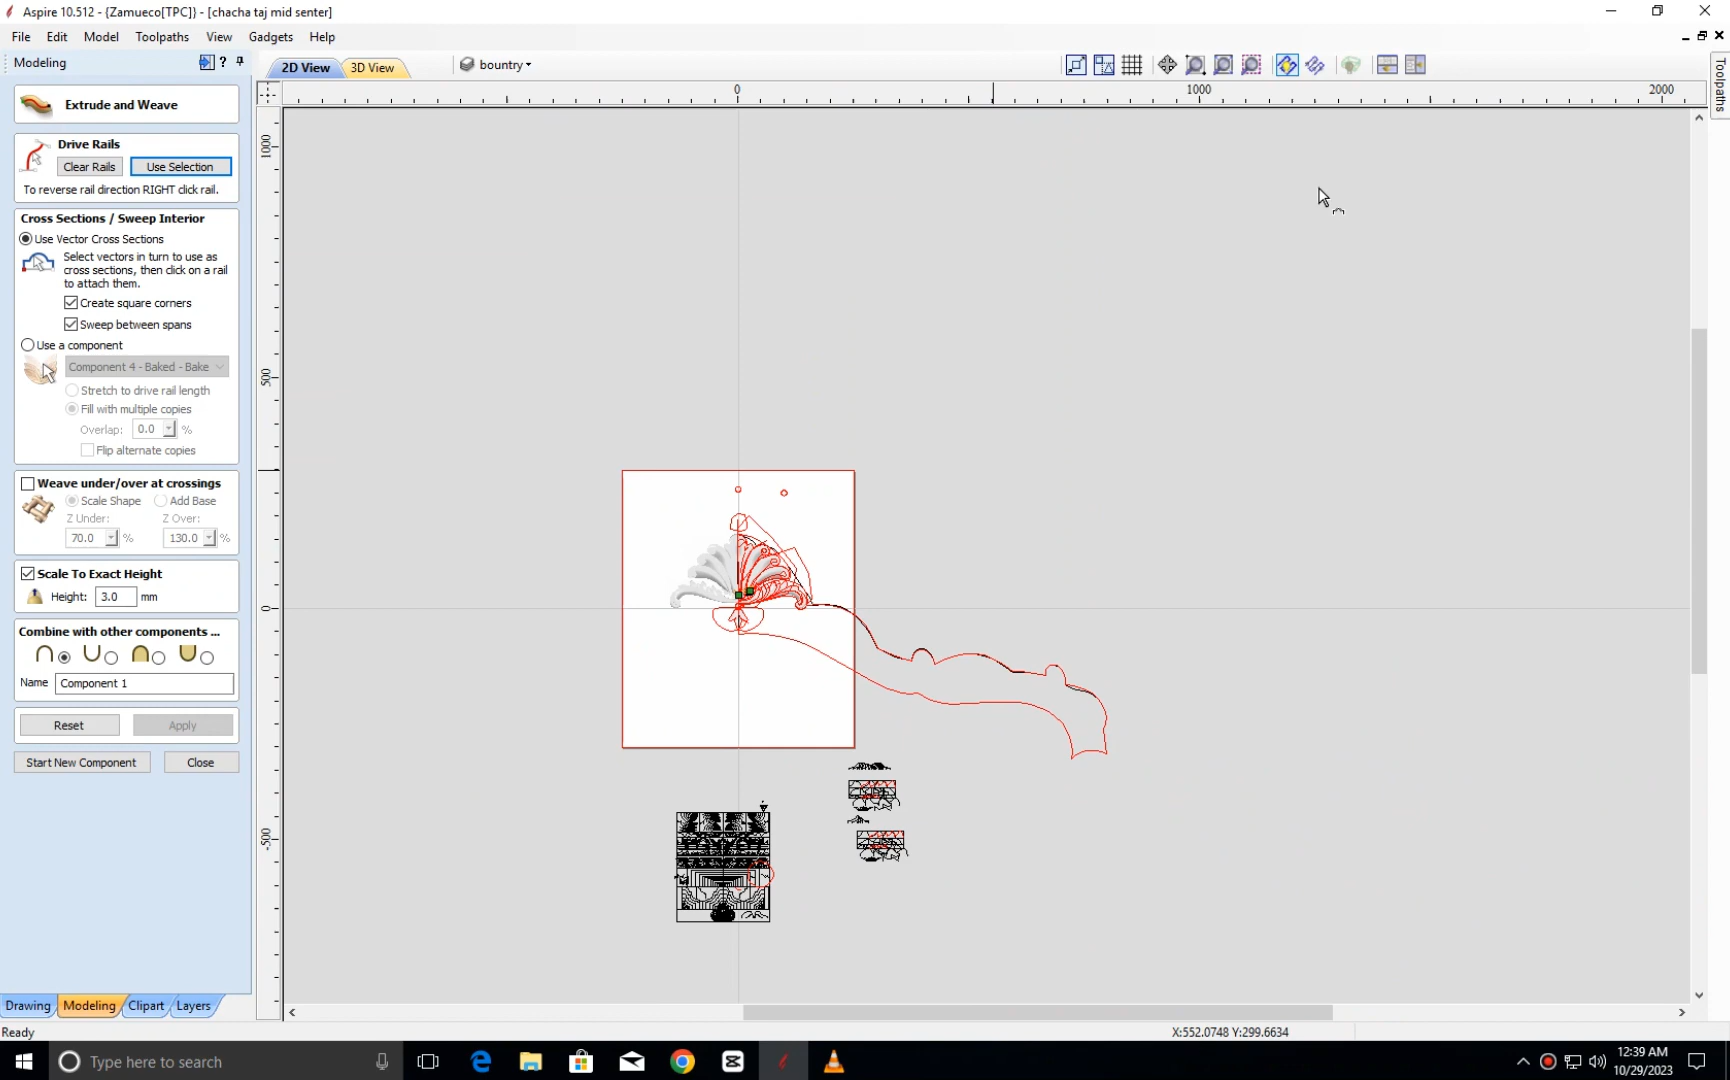 Aspire 10.512 - {Zamueco[TPC]} - [chacha taj mid senter]
File Edit Model Toolpaths View Gadgets Help
Modeling
2D View 3D View bountry
Toolpaths
0 1000 2000
1000
500
0
-500
Extrude and Weave
Drive Rails
Clear Rails Use Selection
To reverse rail direction RIGHT click rail.
Cross Sections / Sweep Interior
Use Vector Cross Sections
Select vectors in turn to use as
cross sections, then click on a rail
to attach them.
Create square corners
Sweep between spans
Use a component
Component 4 - Baked - Bake
Stretch to drive rail length
Fill with multiple copies
Overlap: 0.0 %
Flip alternate copies
Weave under/over at crossings
Scale Shape Add Base
Z Under: Z Over:
70.0 % 130.0 %
Scale To Exact Height
Height: 3.0 mm
Combine with other components ...
Name Component 1
Reset Apply
Start New Component Close
Drawing Modeling Clipart Layers
Ready
X:552.0748 Y:299.6634
Type here to search
12:39 AM
10/29/2023